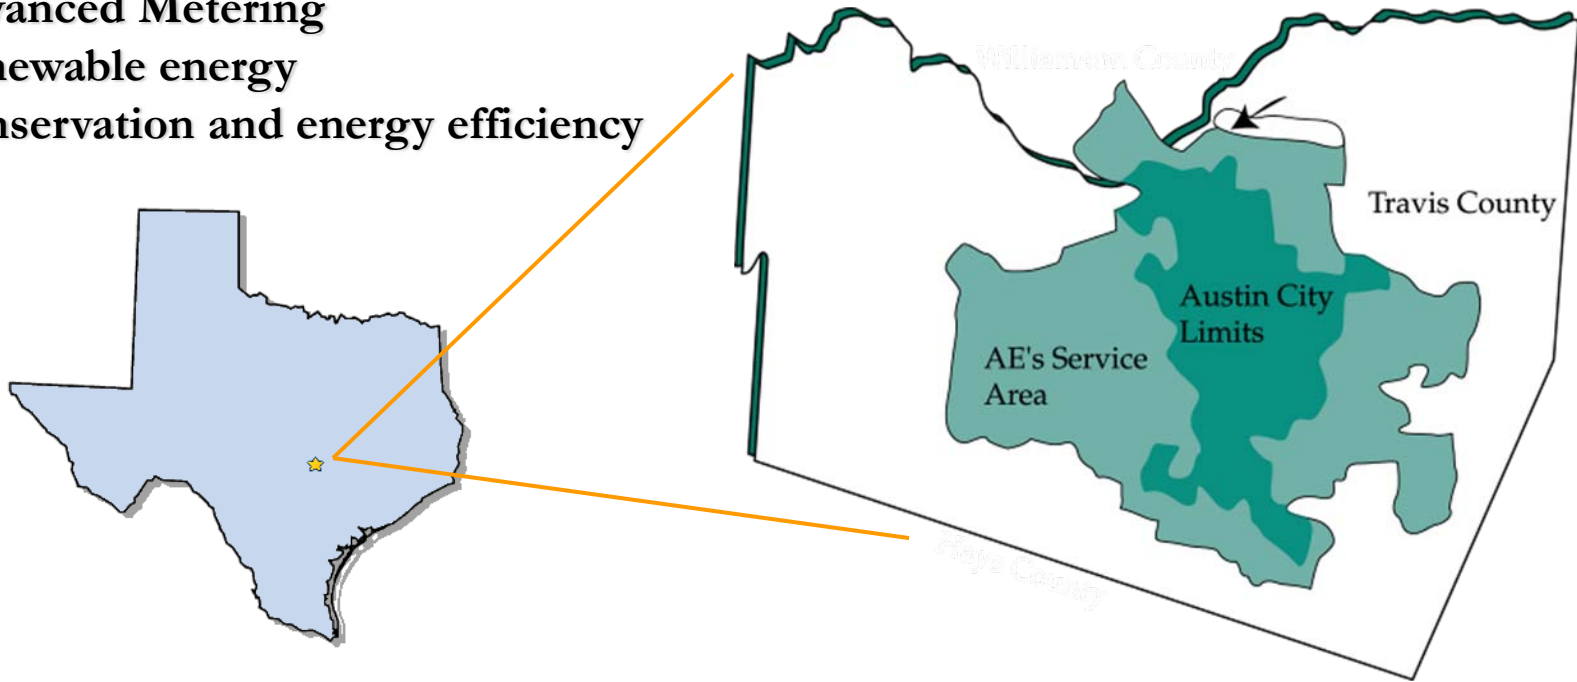 vanced Metering
newable energy
nservation and energy efficiency
Williamson County
Travis County
Austin City
Limits
AE's Service
Area
Hays County